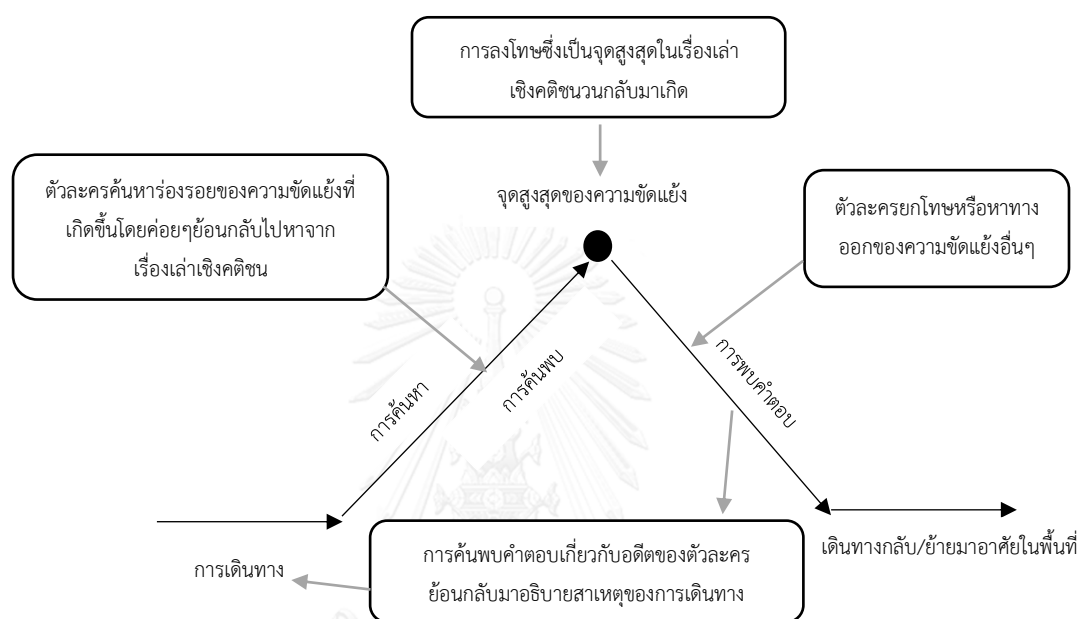 การลงโทษซึ่งเป็นจุดสูงสุดในเรื่องเล่า
เชิงคติชนวนกลับมาเกิด
ตัวละครค้นหาร่องรอยของความขัดแย้งที่
เกิดขึ้นโดยค่อยๆย้อนกลับไปหาจาก
เรื่องเล่าเชิงคติชน
จุดสูงสุดของความขัดแย้ง
ตัวละครยกโทษหรือหาทาง
ออกของความขัดแย้งอื่นๆ
การค้นหา
การค้นพบ
การพบคำตอบ
การเดินทาง
การค้นพบคำตอบเกี่ยวกับอดีตของตัวละคร
ย้อนกลับมาอธิบายสาเหตุของการเดินทาง
เดินทางกลับ/ย้ายมาอาศัยในพื้นที่